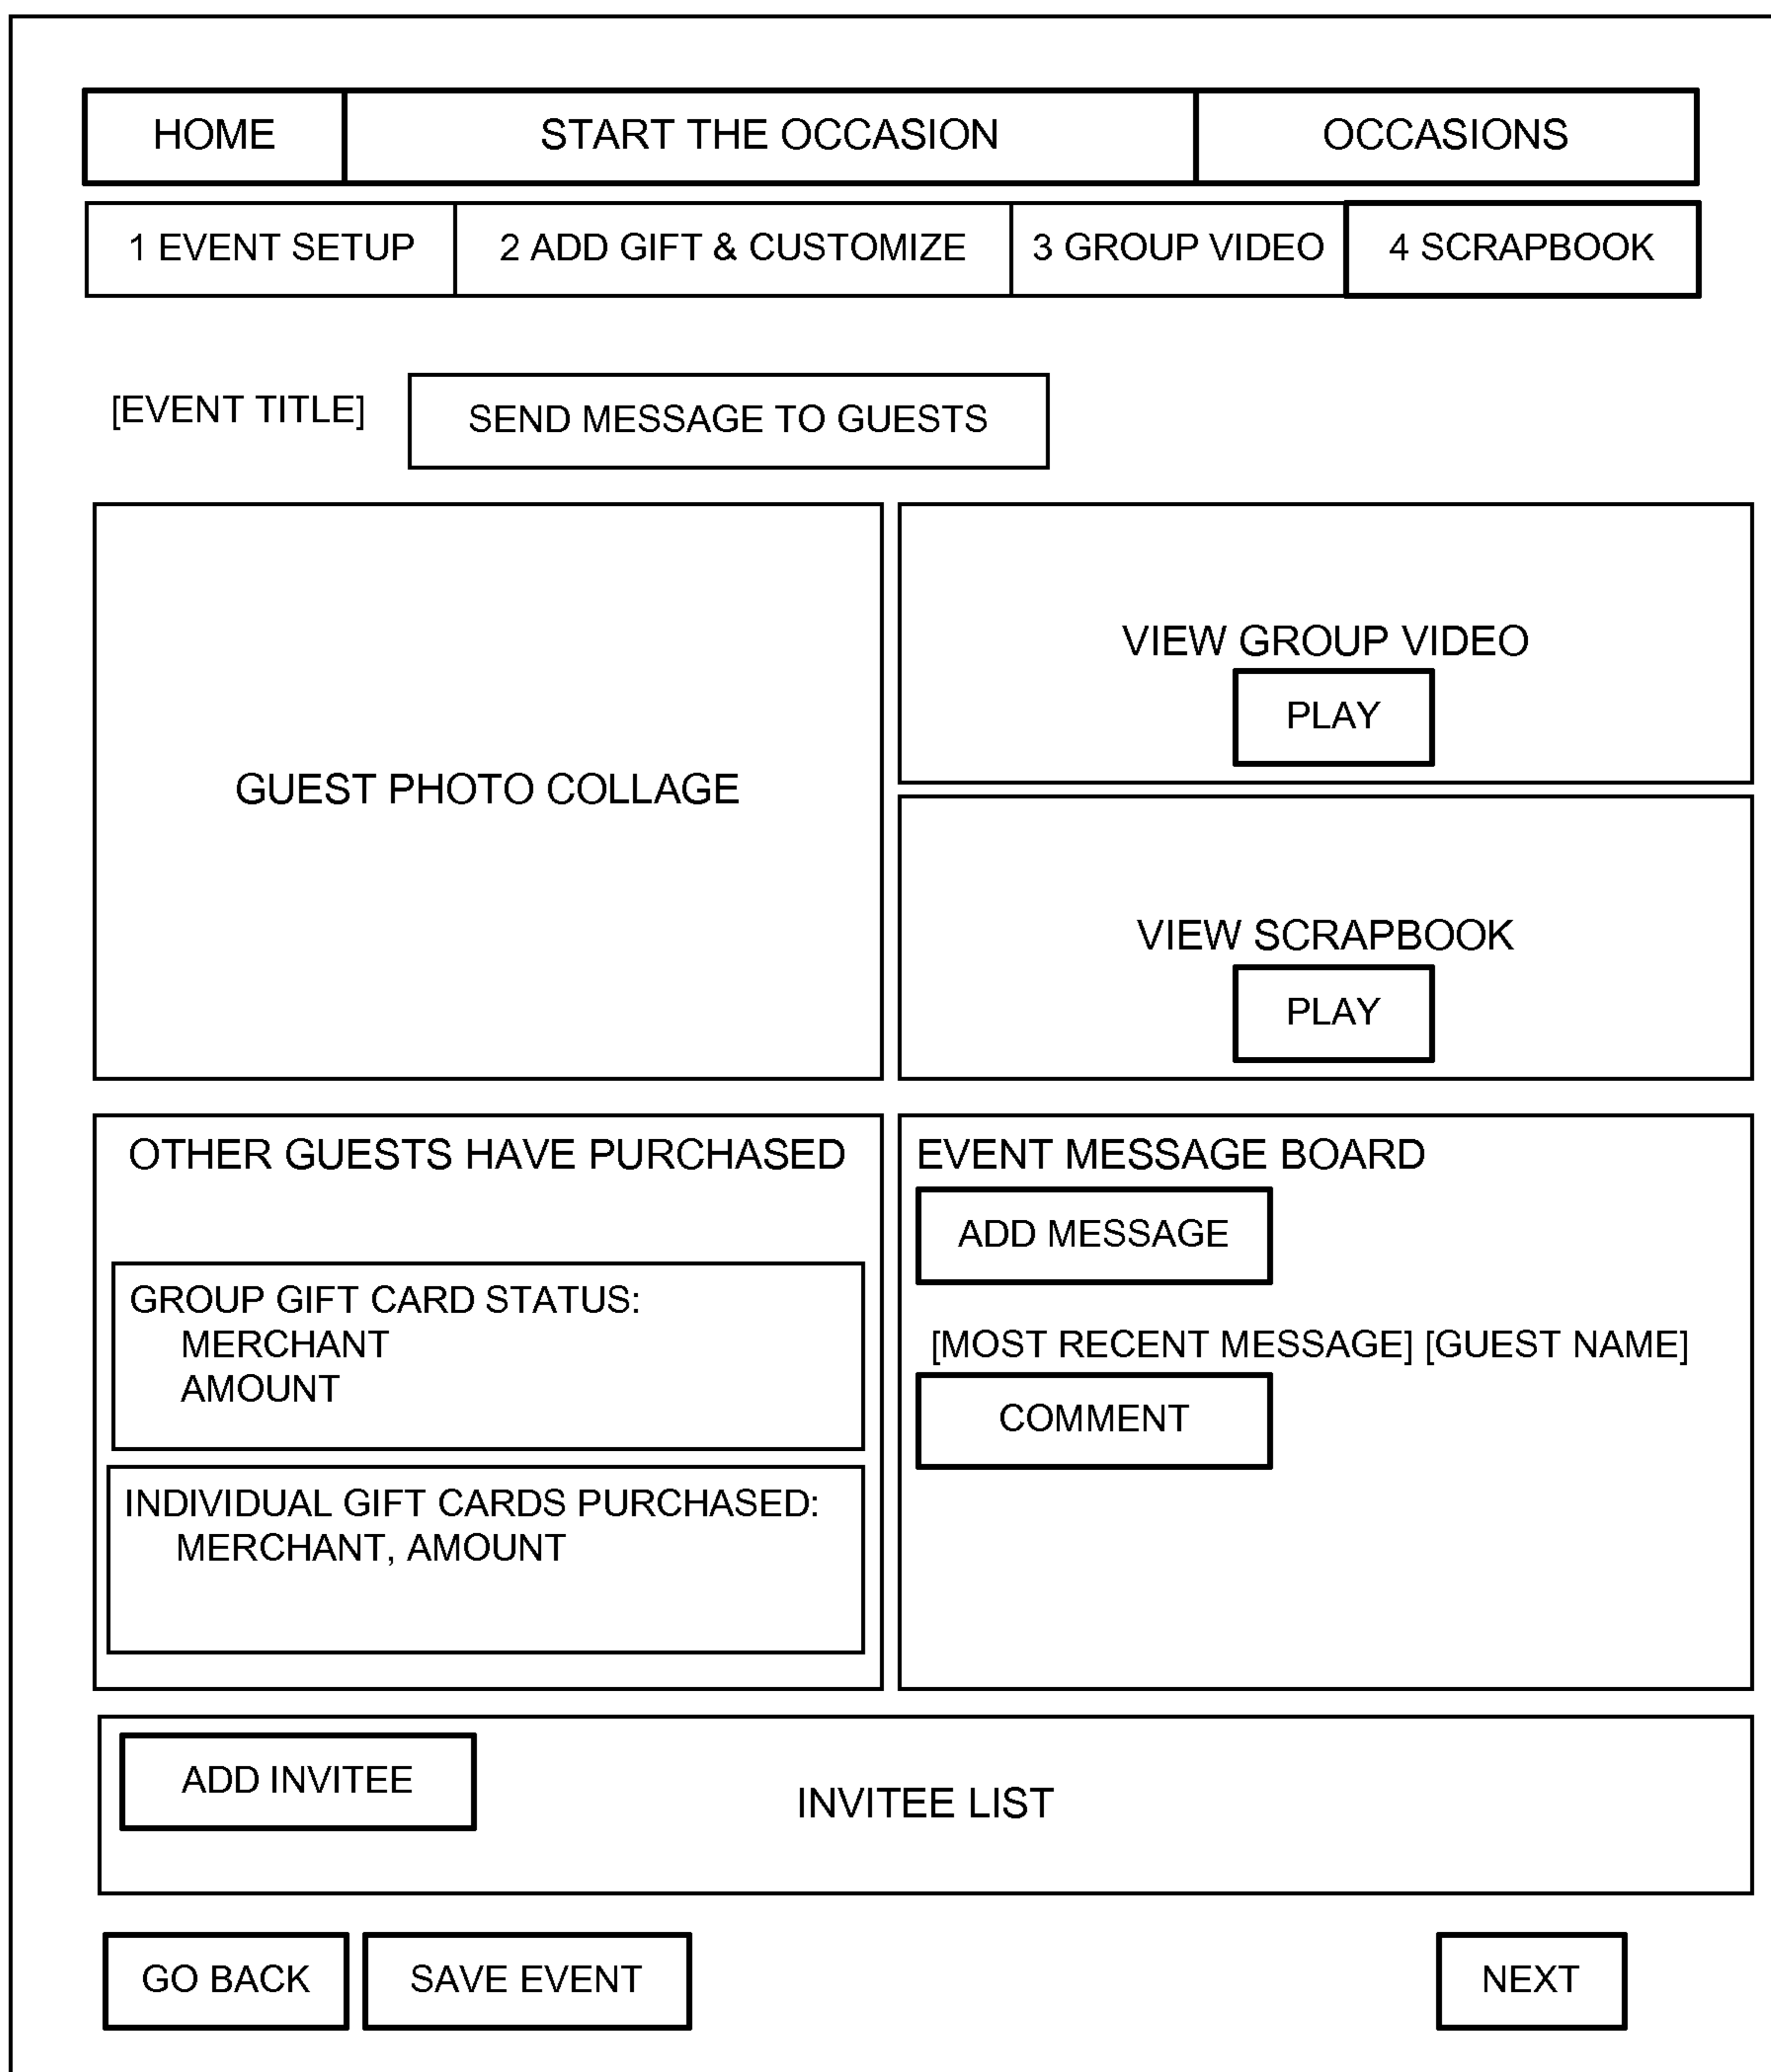 HOME START THE OCCASION OCCASIONS
1 EVENT SETUP 2 ADD GIFT & CUSTOMIZE 3 GROUP VIDEO 4 SCRAPBOOK
[EVENT TITLE] SEND MESSAGE TO GUESTS
GUEST PHOTO COLLAGE
VIEW GROUP VIDEO
PLAY
VIEW SCRAPBOOK
PLAY
OTHER GUESTS HAVE PURCHASED
GROUP GIFT CARD STATUS:
MERCHANT
AMOUNT
INDIVIDUAL GIFT CARDS PURCHASED:
MERCHANT, AMOUNT
EVENT MESSAGE BOARD
ADD MESSAGE
[MOST RECENT MESSAGE] [GUEST NAME]
COMMENT
ADD INVITEE
INVITEE LIST
GO BACK SAVE EVENT NEXT